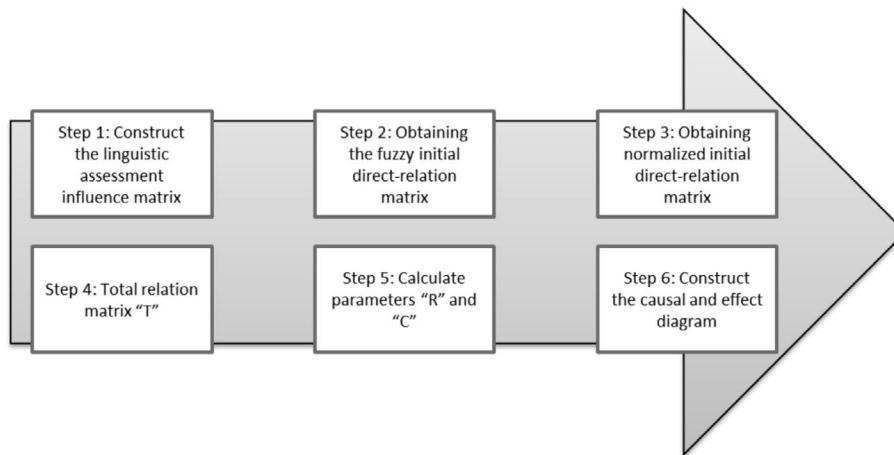 Step 1: Construct
the linguistic
assessment
influence matrix
Step 2: Obtaining
the fuzzy initial
direct-relation
matrix
Step 3: Obtaining
normalized initial
direct-relation
matrix
Step 4: Total relation
matrix “T”
Step 5: Calculate
parameters “R” and
“C”
Step 6: Construct
the causal and effect
diagram